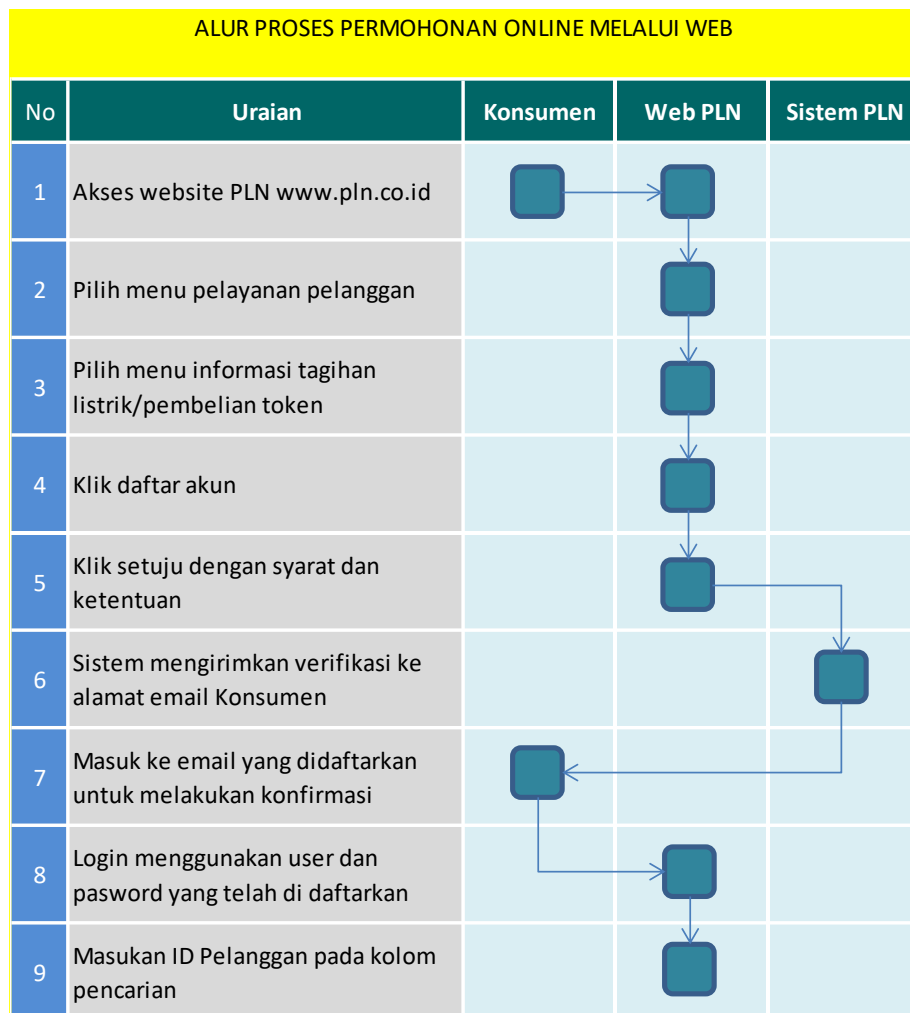 ALUR PROSES PERMOHONAN ONLINE MELALUI WEB
No Uraian Konsumen Web PLN Sistem PLN
1 Akses website PLN www.pln.co.id
2 Pilih menu pelayanan pelanggan
3 Pilih menu informasi tagihan
listrik/pembelian token
4 Klik daftar akun
5 Klik setuju dengan syarat dan
ketentuan
6 Sistem mengirimkan verifikasi ke
alamat email Konsumen
7 Masuk ke email yang didaftarkan
untuk melakukan konfirmasi
8 Login menggunakan user dan
pasword yang telah di daftarkan
9 Masukan ID Pelanggan pada kolom
pencarian